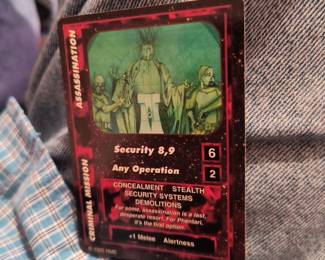 ASSASSINATION
CRIMINAL MISSION
Security 8,9
6
Any Operation
2
CONCEALMENT STEALTH
SECURITY SYSTEMS
DEMOLITIONS
For some, assassination is a last,
desperate resort. For Phentari,
it's the first option.
+1 Melee Alertness